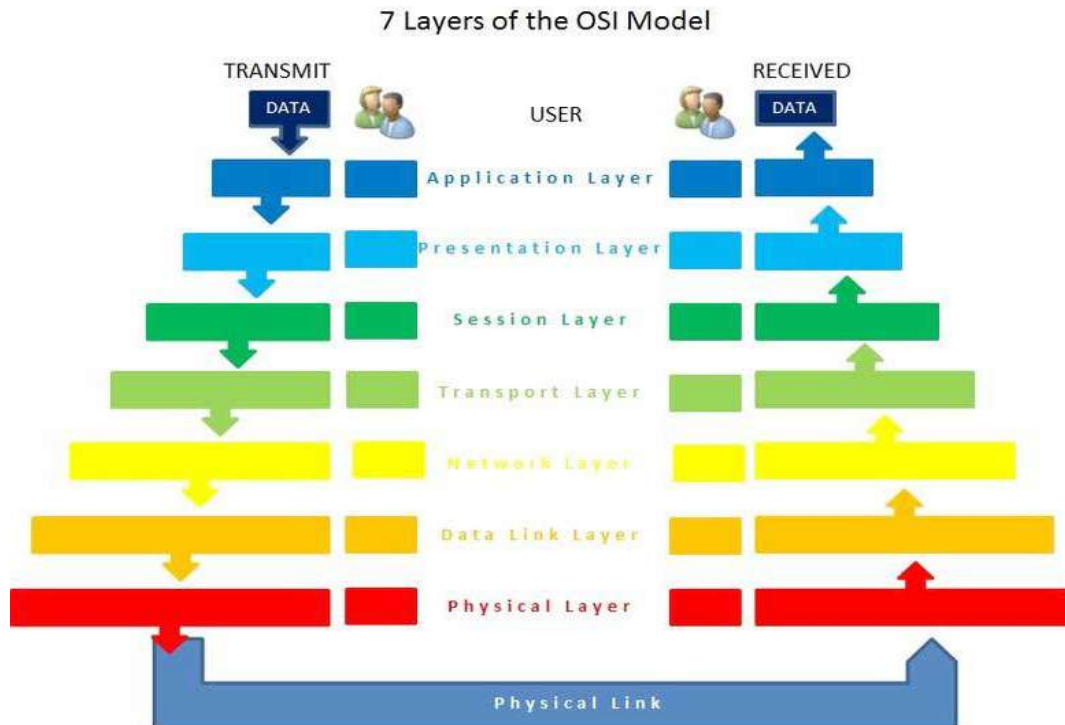 7 Layers of the OSI Model
TRANSMIT
RECEIVED
DATA
USER
DATA
Application Layer
Presentation Layer
Session Layer
Transport Layer
Network Layer
Data Link Layer
Physical Layer
Physical Link